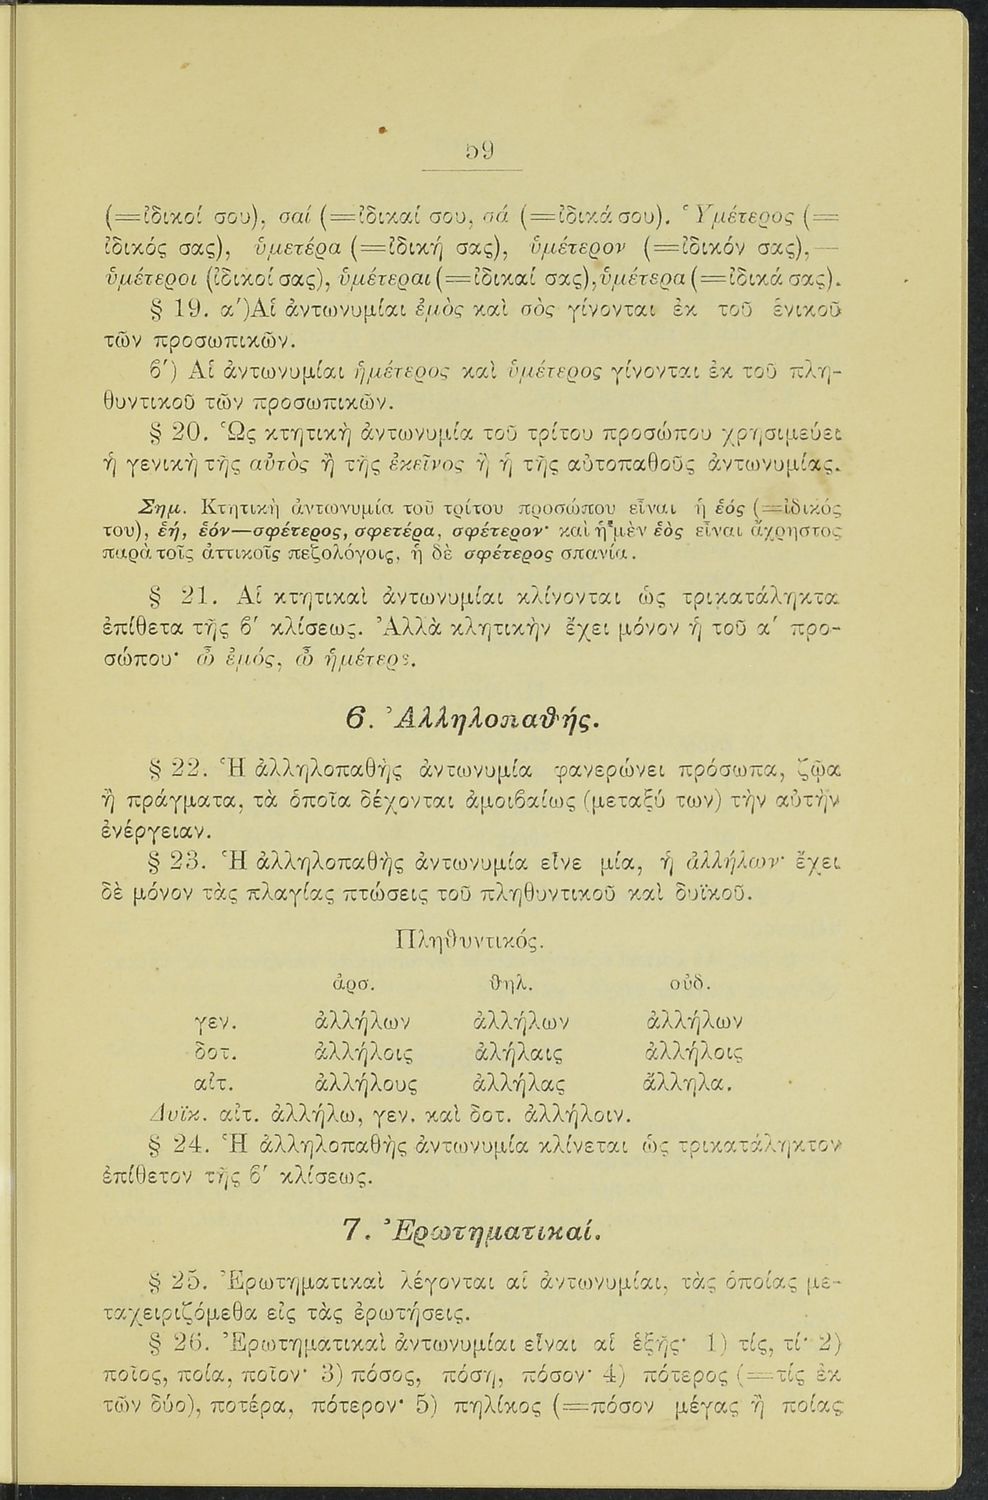 59
(=ἰδικοί σου), σαί (=ἰδικαί σου, σά (=ἰδικά σου). Ὑμέτερος (=
ἰδικός σας), ὑμετέρα (=ἰδική σας), ὑμέτερον (=ἰδικόν σας),—
ὑμέτεροι (ἰδικοί σας), ὑμέτεραι (=ἰδικαί σας), ὑμέτερα (=ἰδικά σας).
§ 19. α΄) Αἱ ἀντωνυμίαι ἐμὸς καὶ σὸς γίνονται ἐκ τοῦ ἑνικοῦ
τῶν προσωπικῶν.
β΄) Αἱ ἀντωνυμίαι ἡμέτερος καὶ ὑμέτερος γίνονται ἐκ τοῦ πλη-
θυντικοῦ τῶν προσωπικῶν.
§ 20. Ὡς κτητικὴ ἀντωνυμία τοῦ τρίτου προσώπου χρησιμεύει
ἡ γενικὴ τῆς αὐτὸς ἢ τῆς ἐκεῖνος ἢ ἡ τῆς αὐτοπαθοῦς ἀντωνυμίας.
Σημ. Κτητικὴ ἀντωνυμία τοῦ τρίτου προσώπου εἶναι ἡ ἑός (=ἰδικός
του), ἑή, ἑόν—σφέτερος, σφετέρα, σφέτερον· καὶ ἡ μὲν ἑὸς εἶναι ἄχρηστος
παρὰ τοῖς ἀττικοῖς πεζολόγοις, ἡ δὲ σφέτερος σπανία.
§ 21. Αἱ κτητικαὶ ἀντωνυμίαι κλίνονται ὡς τρικατάληκτα
ἐπίθετα τῆς β΄ κλίσεως. Ἀλλὰ κλητικὴν ἔχει μόνον ἡ τοῦ α΄ προ-
σώπου· ὦ ἐμός, ὦ ἡμέτερε.
6. Ἀλληλοπαθής.
§ 22. Ἡ ἀλληλοπαθὴς ἀντωνυμία φανερώνει πρόσωπα, ζῷα
ἢ πράγματα, τὰ ὁποῖα δέχονται ἀμοιβαίως (μεταξύ των) τὴν αὐτὴν
ἐνέργειαν.
§ 23. Ἡ ἀλληλοπαθὴς ἀντωνυμία εἶνε μία, ἡ ἀλλήλων· ἔχει
δὲ μόνον τὰς πλαγίας πτώσεις τοῦ πληθυντικοῦ καὶ δυϊκοῦ.
Πληθυντικός.
ἀρσ. θηλ. οὐδ.
γεν. ἀλλήλων ἀλλήλων ἀλλήλων
δοτ. ἀλλήλοις ἀλήλαις ἀλλήλοις
αἰτ. ἀλλήλους ἀλλήλας ἄλληλα.
Δυϊκ. αἰτ. ἀλλήλω, γεν. καὶ δοτ. ἀλλήλοιν.
§ 24. Ἡ ἀλληλοπαθὴς ἀντωνυμία κλίνεται ὡς τρικατάληκτον
ἐπίθετον τῆς β΄ κλίσεως.
7. Ἐρωτηματικαί.
§ 25. Ἐρωτηματικαὶ λέγονται αἱ ἀντωνυμίαι, τὰς ὁποίας με-
ταχειριζόμεθα εἰς τὰς ἐρωτήσεις.
§ 26. Ἐρωτηματικαὶ ἀντωνυμίαι εἶναι αἱ ἑξῆς· 1) τίς, τί· 2)
ποῖος, ποία, ποῖον· 3) πόσος, πόση, πόσον· 4) πότερος (=τίς ἐκ
τῶν δύο), ποτέρα, πότερον· 5) πηλίκος (=πόσον μέγας ἢ ποίας